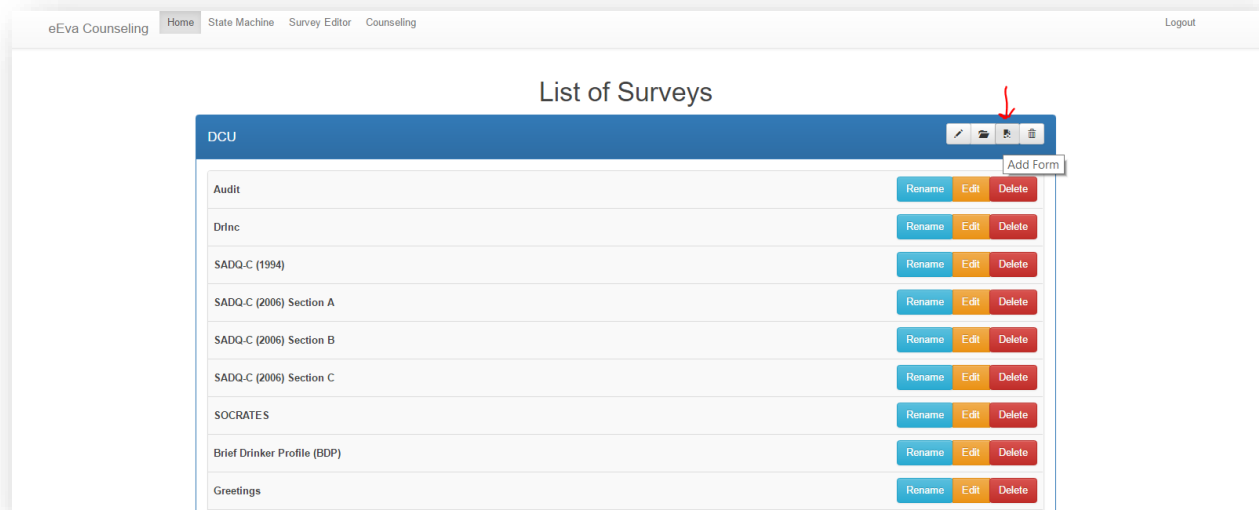 eEva Counseling Home State Machine Survey Editor Counseling Logout
List of Surveys
DCU
Add Form
Audit Rename Edit Delete
DrInc Rename Edit Delete
SADQ-C (1994) Rename Edit Delete
SADQ-C (2006) Section A Rename Edit Delete
SADQ-C (2006) Section B Rename Edit Delete
SADQ-C (2006) Section C Rename Edit Delete
SOCRATES Rename Edit Delete
Brief Drinker Profile (BDP) Rename Edit Delete
Greetings Rename Edit Delete